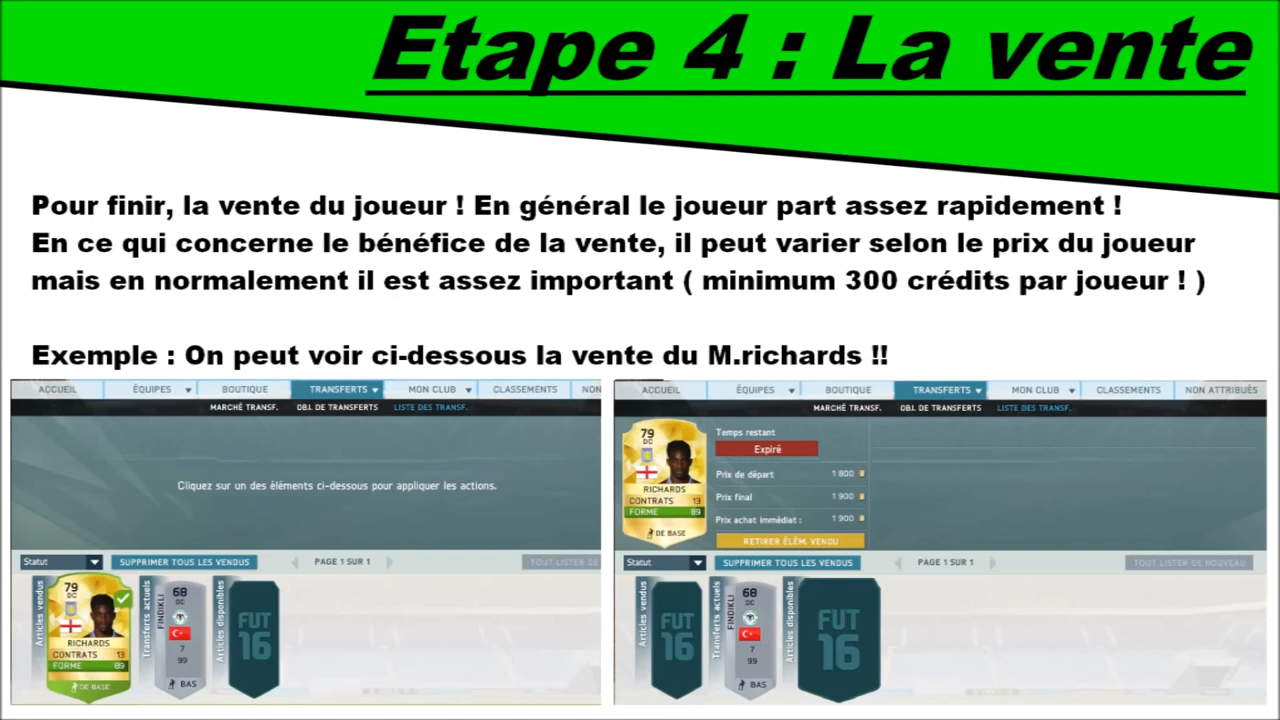 Etape 4 : La vente
Pour finir, la vente du joueur ! En général le joueur part assez rapidement !
En ce qui concerne le bénéfice de la vente, il peut varier selon le prix du joueur
mais en normalement il est assez important ( minimum 300 crédits par joueur ! )
Exemple : On peut voir ci-dessous la vente du M.richards !!
ACCUEIL ÉQUIPES BOUTIQUE TRANSFERTS MON CLUB CLASSEMENTS NON
MARCHÉ TRANSF. OBJ. DE TRANSFERTS LISTE DES TRANSF.
Cliquez sur un des éléments ci-dessous pour appliquer les actions.
Statut SUPPRIMER TOUS LES VENDUS PAGE 1 SUR 1 TOUT LISTER DE
Articles vendus
79
DC
RICHARDS
CONTRATS 13
FORME 89
DE BASE
Transferts actuels
FINDIKLI
68
DC
7
99
BAS
Articles disponibles
FUT
16
ACCUEIL ÉQUIPES BOUTIQUE TRANSFERTS MON CLUB CLASSEMENTS NON ATTRIBUÉS
MARCHÉ TRANSF. OBJ. DE TRANSFERTS LISTE DES TRANSF.
79
DC
RICHARDS
CONTRATS 13
FORME 89
DE BASE
Temps restant
Expiré
Prix de départ 1 800
Prix final 1 900
Prix achat immédiat : 1 900
RETIRER ÉLÉM. VENDU
Statut SUPPRIMER TOUS LES VENDUS PAGE 1 SUR 1 TOUT LISTER DE NOUVEAU
Articles vendus
FUT
16
Transferts actuels
FINDIKLI
68
DC
7
99
BAS
Articles disponibles
FUT
16